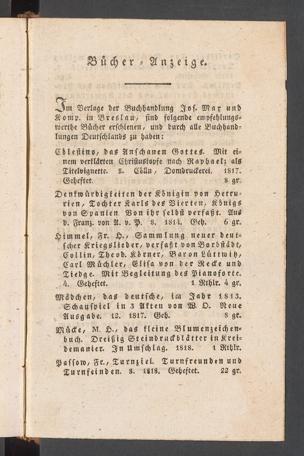 Bücher-Anzeige.
Im Verlage der Buchhandlung Jos. Max und
Komp. in Breslau, sind folgende empfehlungs-
werthe Bücher erschienen, und durch alle Buchhand-
lungen Deutschlands zu haben:
Cölestino, das Anschauen Gottes. Mit ei-
nem verklärten Christuskopfe nach Raphael; als
Titelvignette. 8. Cölln, Domdruckerei. 1817.
Geheftet. 8 gr.
Denkwürdigkeiten der Königin von Hetru-
rien, Tochter Karls des Vierten, Königs
von Spanien. Von ihr selbst verfaßt. Aus
d. Franz. von A. v. P. 8. 1814. Geh. 6 gr.
Himmel, Fr. H., Sammlung neuer deut-
scher Kriegslieder, verfaßt von Barbstädt,
Collin, Theod. Körner, Baron Lüttwitz,
Carl Müchler, Elisa von der Recke und
Tiedge. Mit Begleitung des Pianoforte.
4. Geheftet. 1 Rthlr. 4 gr.
Mädchen, das deutsche, im Jahr 1813.
Schauspiel in 3 Akten von W. O. Neue
Ausgabe. 12. 1817. Geh. 8 gr.
Mücke, M. H., das kleine Blumenzeichen-
buch. Dreißig Steindruckblätter in Krei-
demanier. In Umschlag. 1818. 1 Rthlr.
Passow, Fr., Turnziel. Turnfreunden und
Turnfeinden. 8. 1818. Geheft. 22 gr.